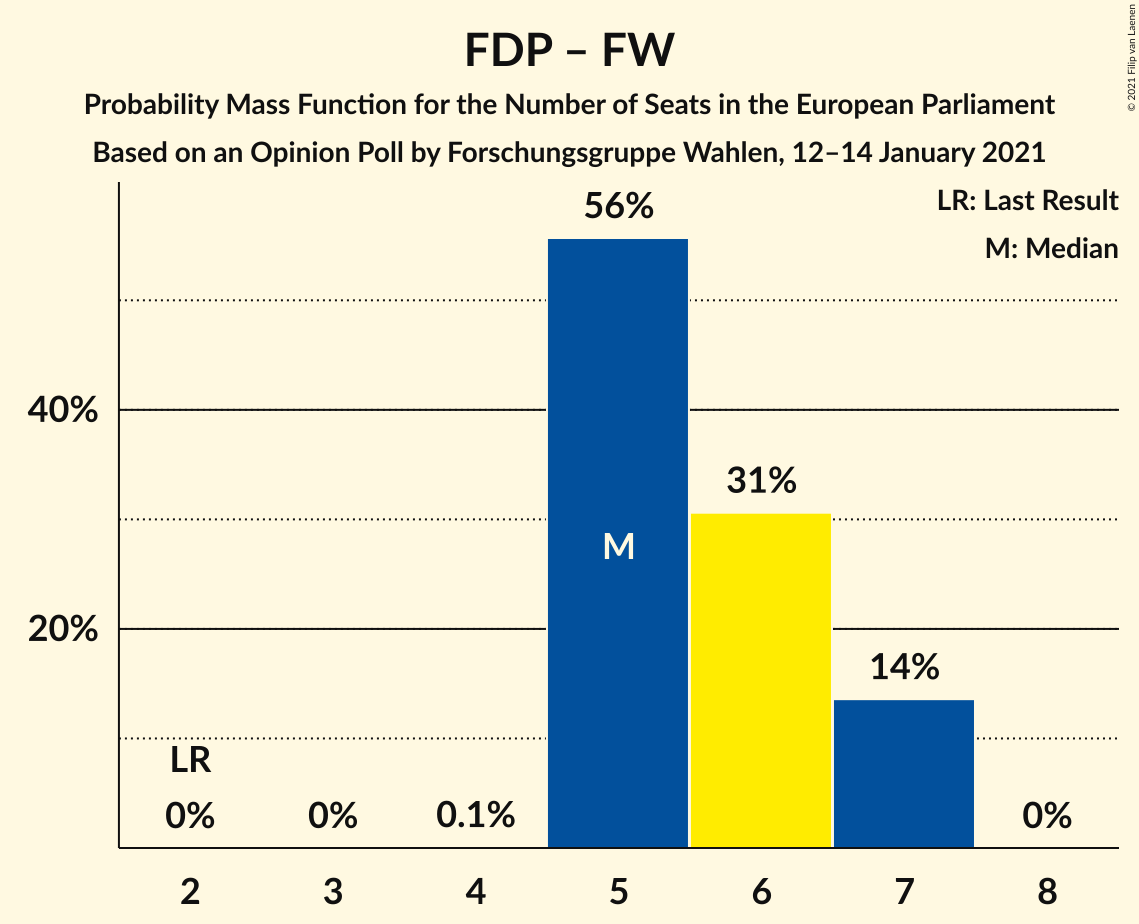 FDP – FW
Probability Mass Function for the Number of Seats in the European Parliament
Based on an Opinion Poll by Forschungsgruppe Wahlen, 12–14 January 2021
© 2021 Filip van Laenen
LR: Last Result
M: Median
56%
40%
31%
M
20%
14%
LR
0%
0%
0.1%
0%
2
3
4
5
6
7
8